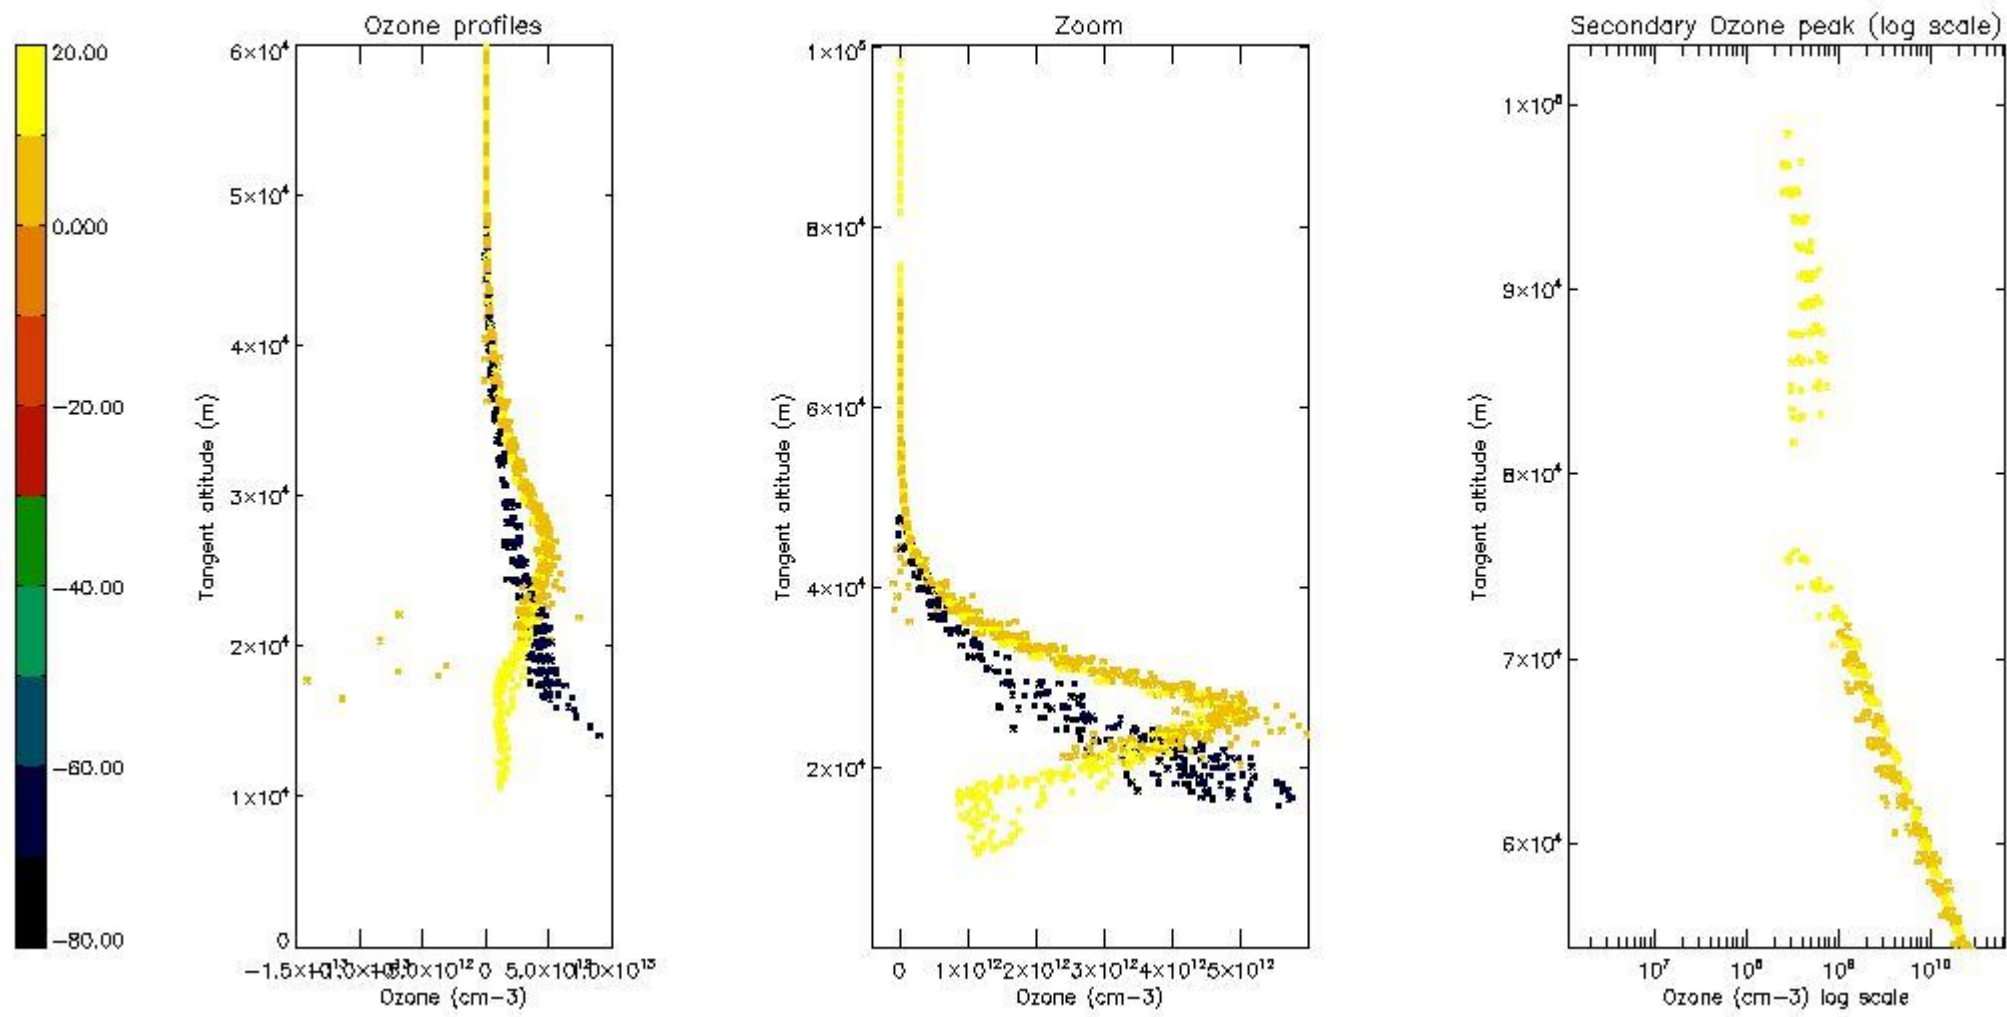 Ozone profiles
Zoom
Secondary Ozone peak (log scale)
20.00
0.000
−20.00
−40.00
−60.00
−80.00
6×10⁴
5×10⁴
4×10⁴
3×10⁴
2×10⁴
1×10⁴
0
Tangent altitude (m)
5.0×10¹² 0
Ozone (cm−3)
1×10⁵
8×10⁴
6×10⁴
4×10⁴
2×10⁴
Tangent altitude (m)
0 1×10¹² 2×10¹² 3×10¹² 4×10¹² 5×10¹²
Ozone (cm−3)
9×10⁴
8×10⁴
7×10⁴
6×10⁴
Tangent altitude (m)
10⁷ 10⁸ 10⁹ 10¹⁰
Ozone (cm−3) log scale